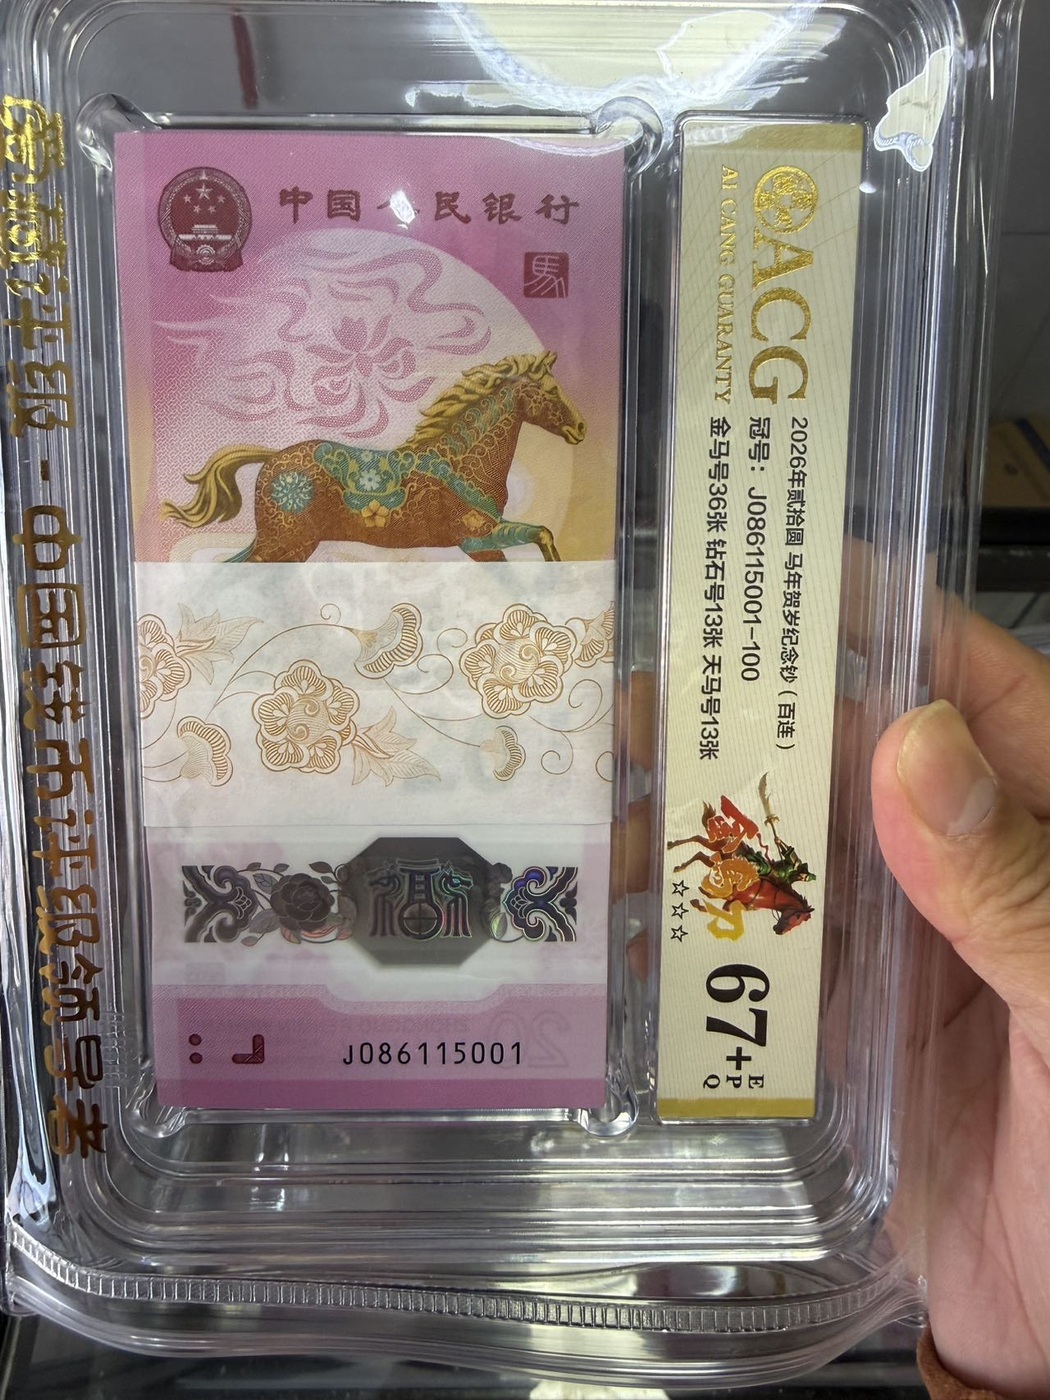 中国人民银行
馬
J086115001
20
ACG
AI CANG GUARANTY
2026年贰拾圆 马年贺岁纪念钞（百连）
冠号：J086115001-100
金马号36张 钻石号13张 天马号13张
☆☆☆
67+
E
P
Q
中国钱币评级领导者